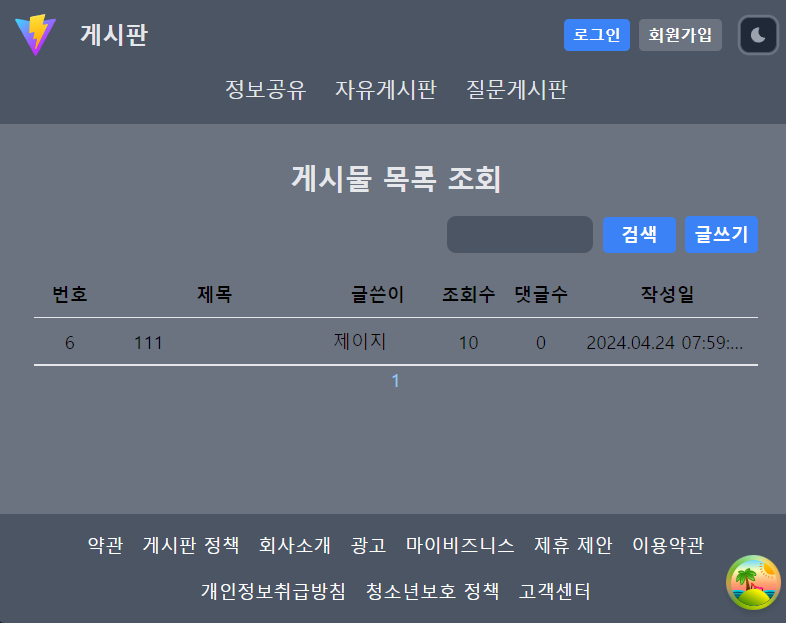 게시판 로그인 회원가입
정보공유 자유게시판 질문게시판
게시물 목록 조회
검색 글쓰기
번호 제목 글쓴이 조회수 댓글수 작성일
6 111 제이지 10 0 2024.04.24 07:59:...
1
약관 게시판 정책 회사소개 광고 마이비즈니스 제휴 제안 이용약관
개인정보취급방침 청소년보호 정책 고객센터